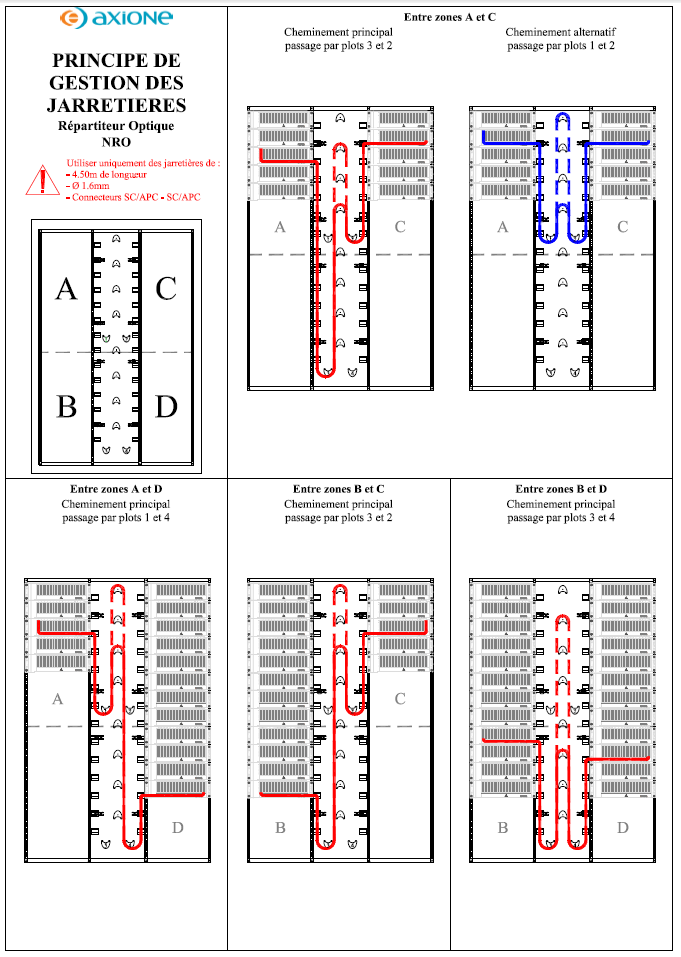 axione
PRINCIPE DE
GESTION DES
JARRETIERES
Répartiteur Optique
NRO
Utiliser uniquement des jarretières de :
- 4.50m de longueur
- Ø 1.6mm
- Connecteurs SC/APC - SC/APC
A
C
B
D
Entre zones A et C
Cheminement principal
passage par plots 3 et 2
Cheminement alternatif
passage par plots 1 et 2
A
C
A
C
Entre zones A et D
Cheminement principal
passage par plots 1 et 4
A
D
Entre zones B et C
Cheminement principal
passage par plots 3 et 2
C
B
Entre zones B et D
Cheminement principal
passage par plots 3 et 4
B
D